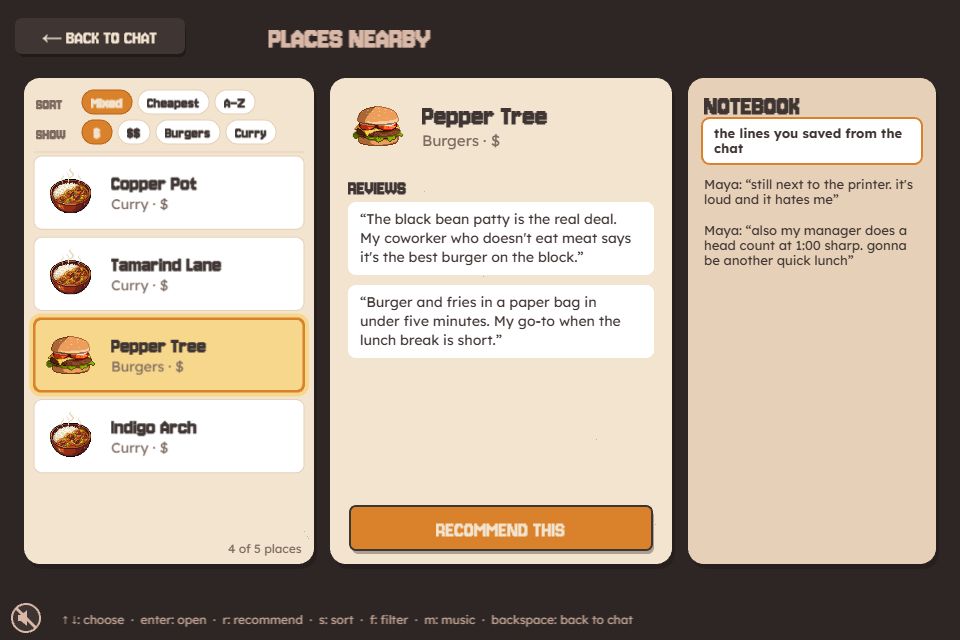 ← BACK TO CHAT
PLACES NEARBY
SORT Mixed Cheapest A-Z
SHOW $ $$ Burgers Curry
Copper Pot
Curry · $
Tamarind Lane
Curry · $
Pepper Tree
Burgers · $
Indigo Arch
Curry · $
4 of 5 places
Pepper Tree
Burgers · $
REVIEWS
“The black bean patty is the real deal.
My coworker who doesn't eat meat says
it's the best burger on the block.”
“Burger and fries in a paper bag in
under five minutes. My go-to when the
lunch break is short.”
RECOMMEND THIS
NOTEBOOK
the lines you saved from the
chat
Maya: “still next to the printer. it's
loud and it hates me”
Maya: “also my manager does a
head count at 1:00 sharp. gonna
be another quick lunch”
↑ ↓: choose · enter: open · r: recommend · s: sort · f: filter · m: music · backspace: back to chat